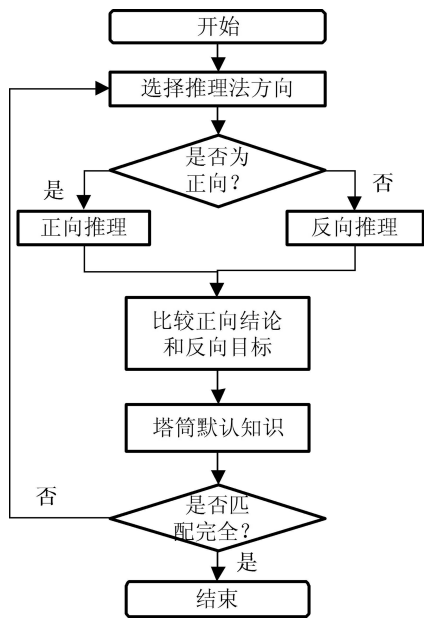 开始
选择推理法方向
是否为
正向?
是
否
正向推理
反向推理
比较正向结论
和反向目标
塔筒默认知识
是否匹
配完全?
否
是
结束